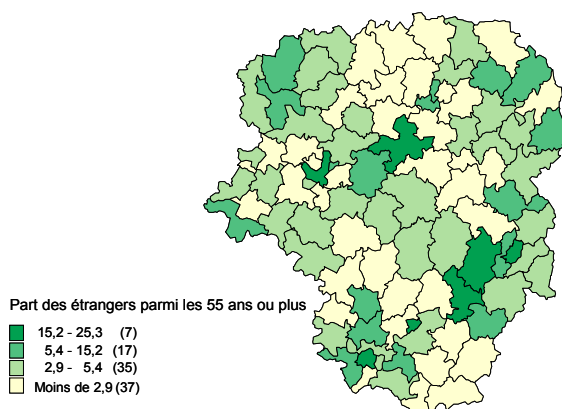 Part des étrangers parmi les 55 ans ou plus
15,2 - 25,3 (7)
5,4 - 15,2 (17)
2,9 - 5,4 (35)
Moins de 2,9 (37)